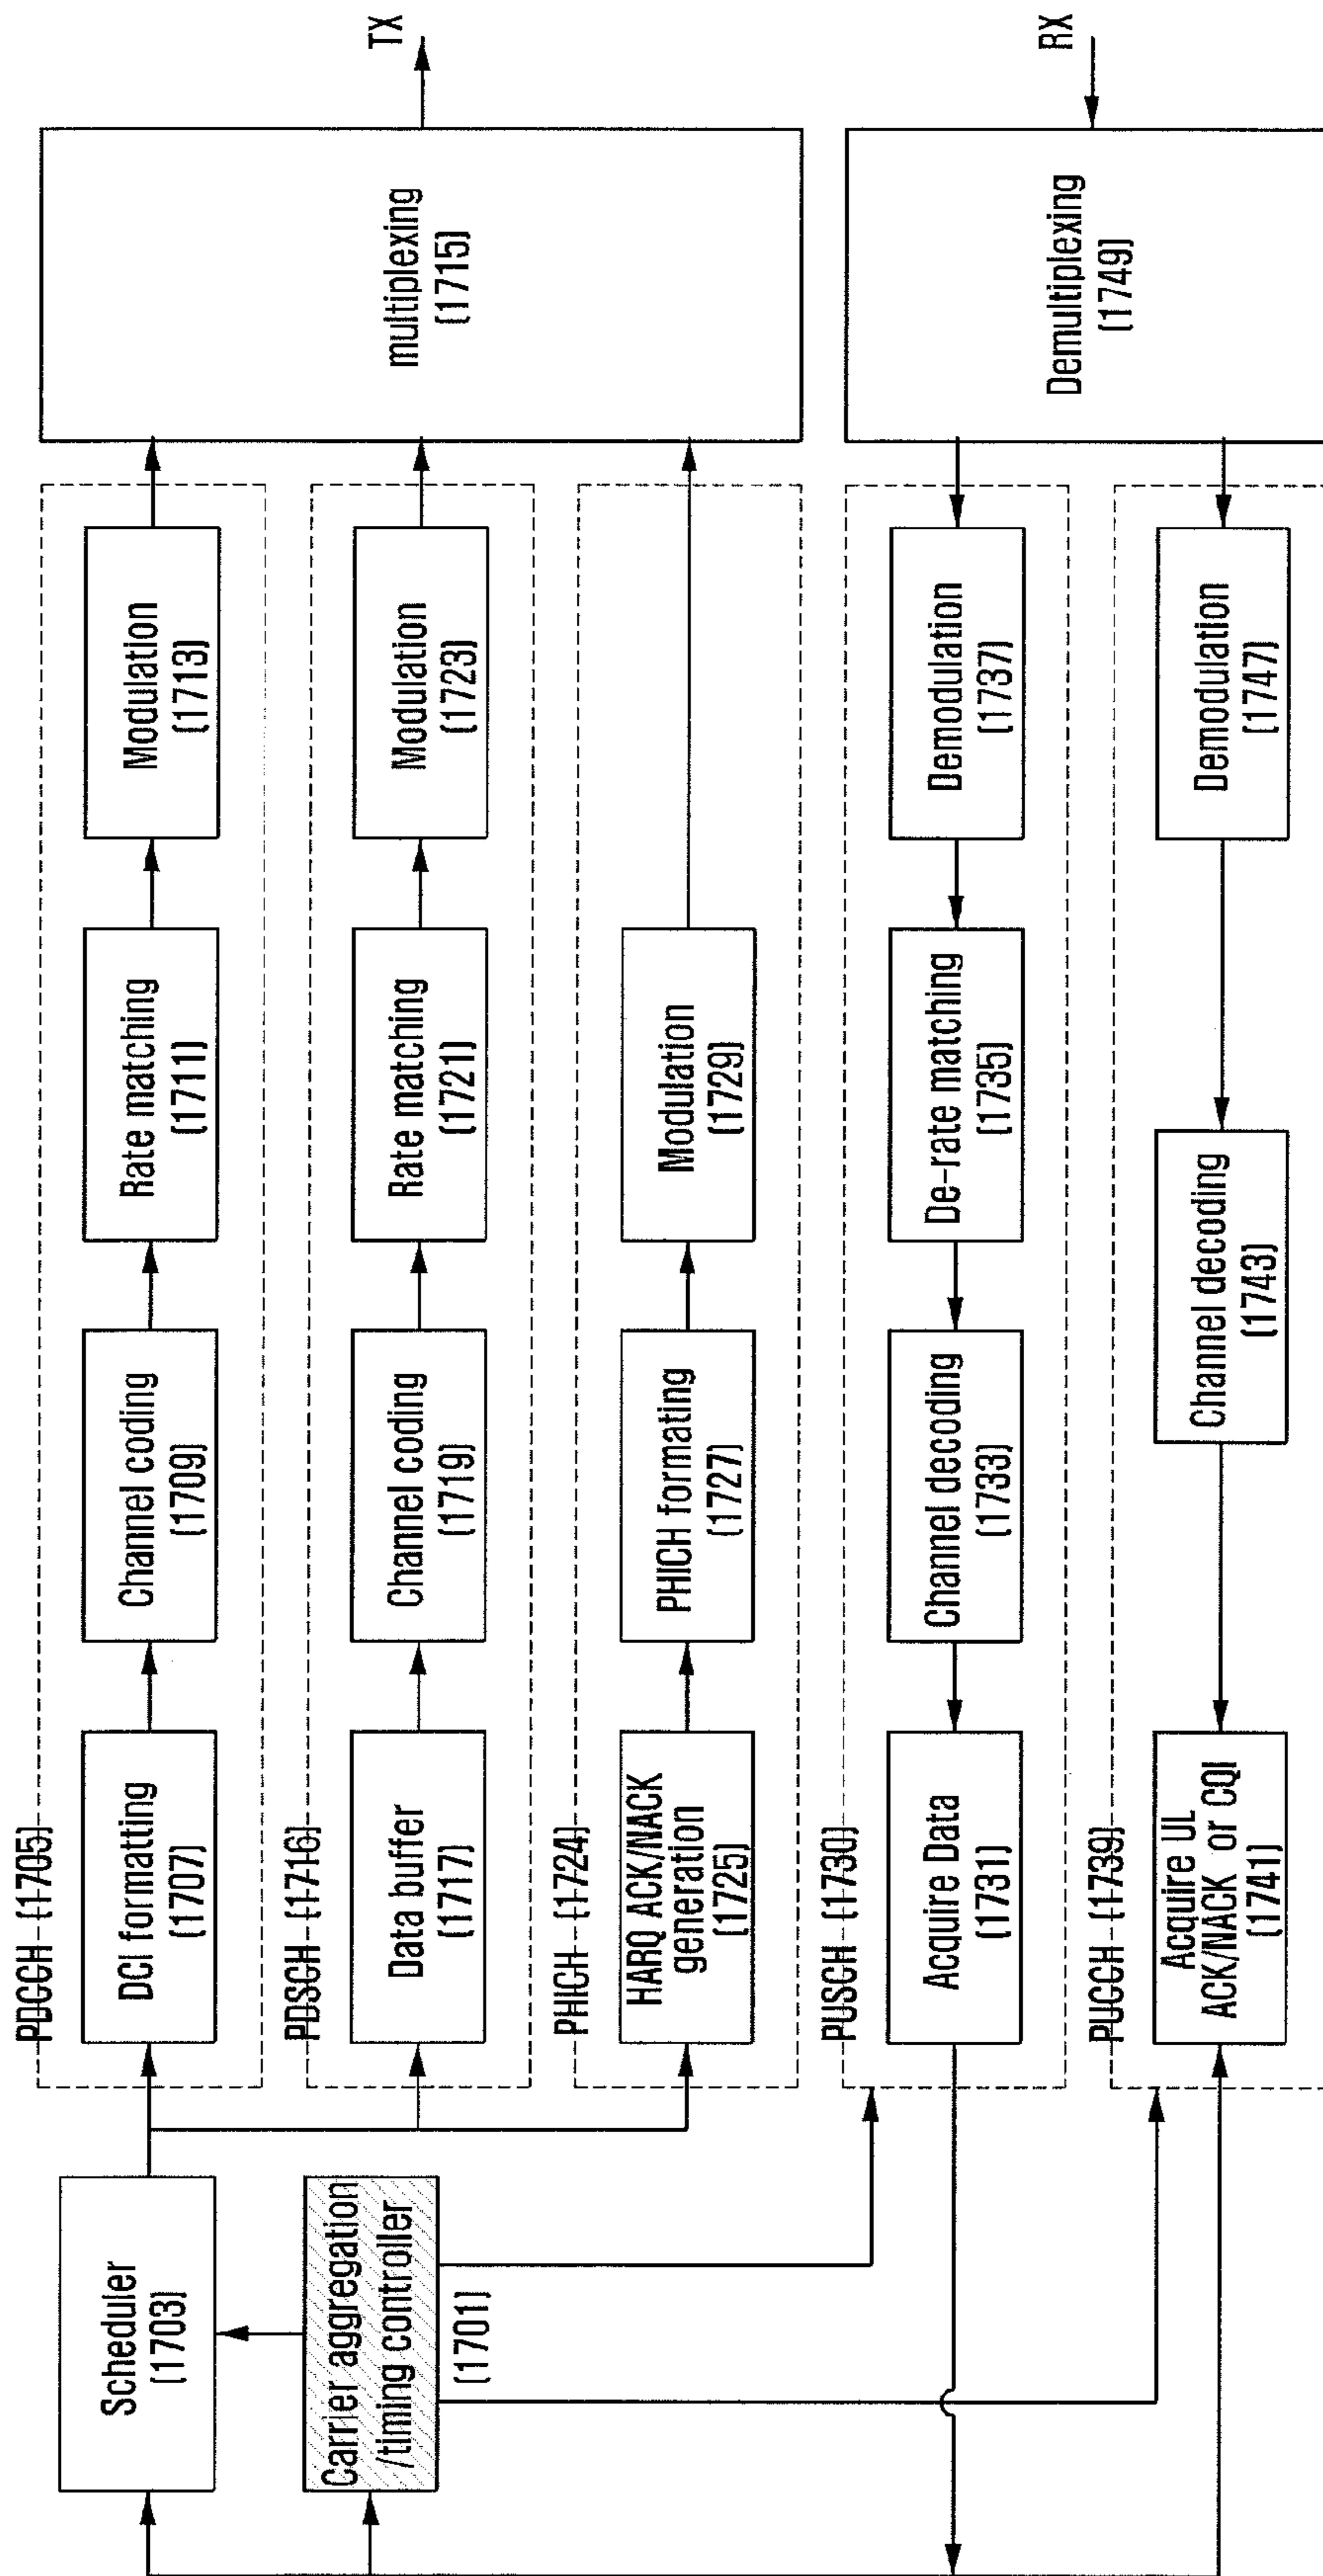 Scheduler
(1703)
Carrier aggregation
/timing controller
(1701)
PDCCH (1705)
DCI formatting
(1707)
Channel coding
(1709)
Rate matching
(1711)
Modulation
(1713)
PDSCH (1716)
Data buffer
(1717)
Channel coding
(1719)
Rate matching
(1721)
Modulation
(1723)
PHICH (1724)
HARQ ACK/NACK
generation
(1725)
PHICH formating
(1727)
Modulation
(1729)
multiplexing
(1715)
TX
PUSCH (1730)
Acquire Data
(1731)
Channel decoding
(1733)
De-rate matching
(1735)
Demodulation
(1737)
PUCCH (1739)
Acquire UL
ACK/NACK or CQI
(1741)
Channel decoding
(1743)
Demodulation
(1747)
Demultiplexing
(1749)
RX